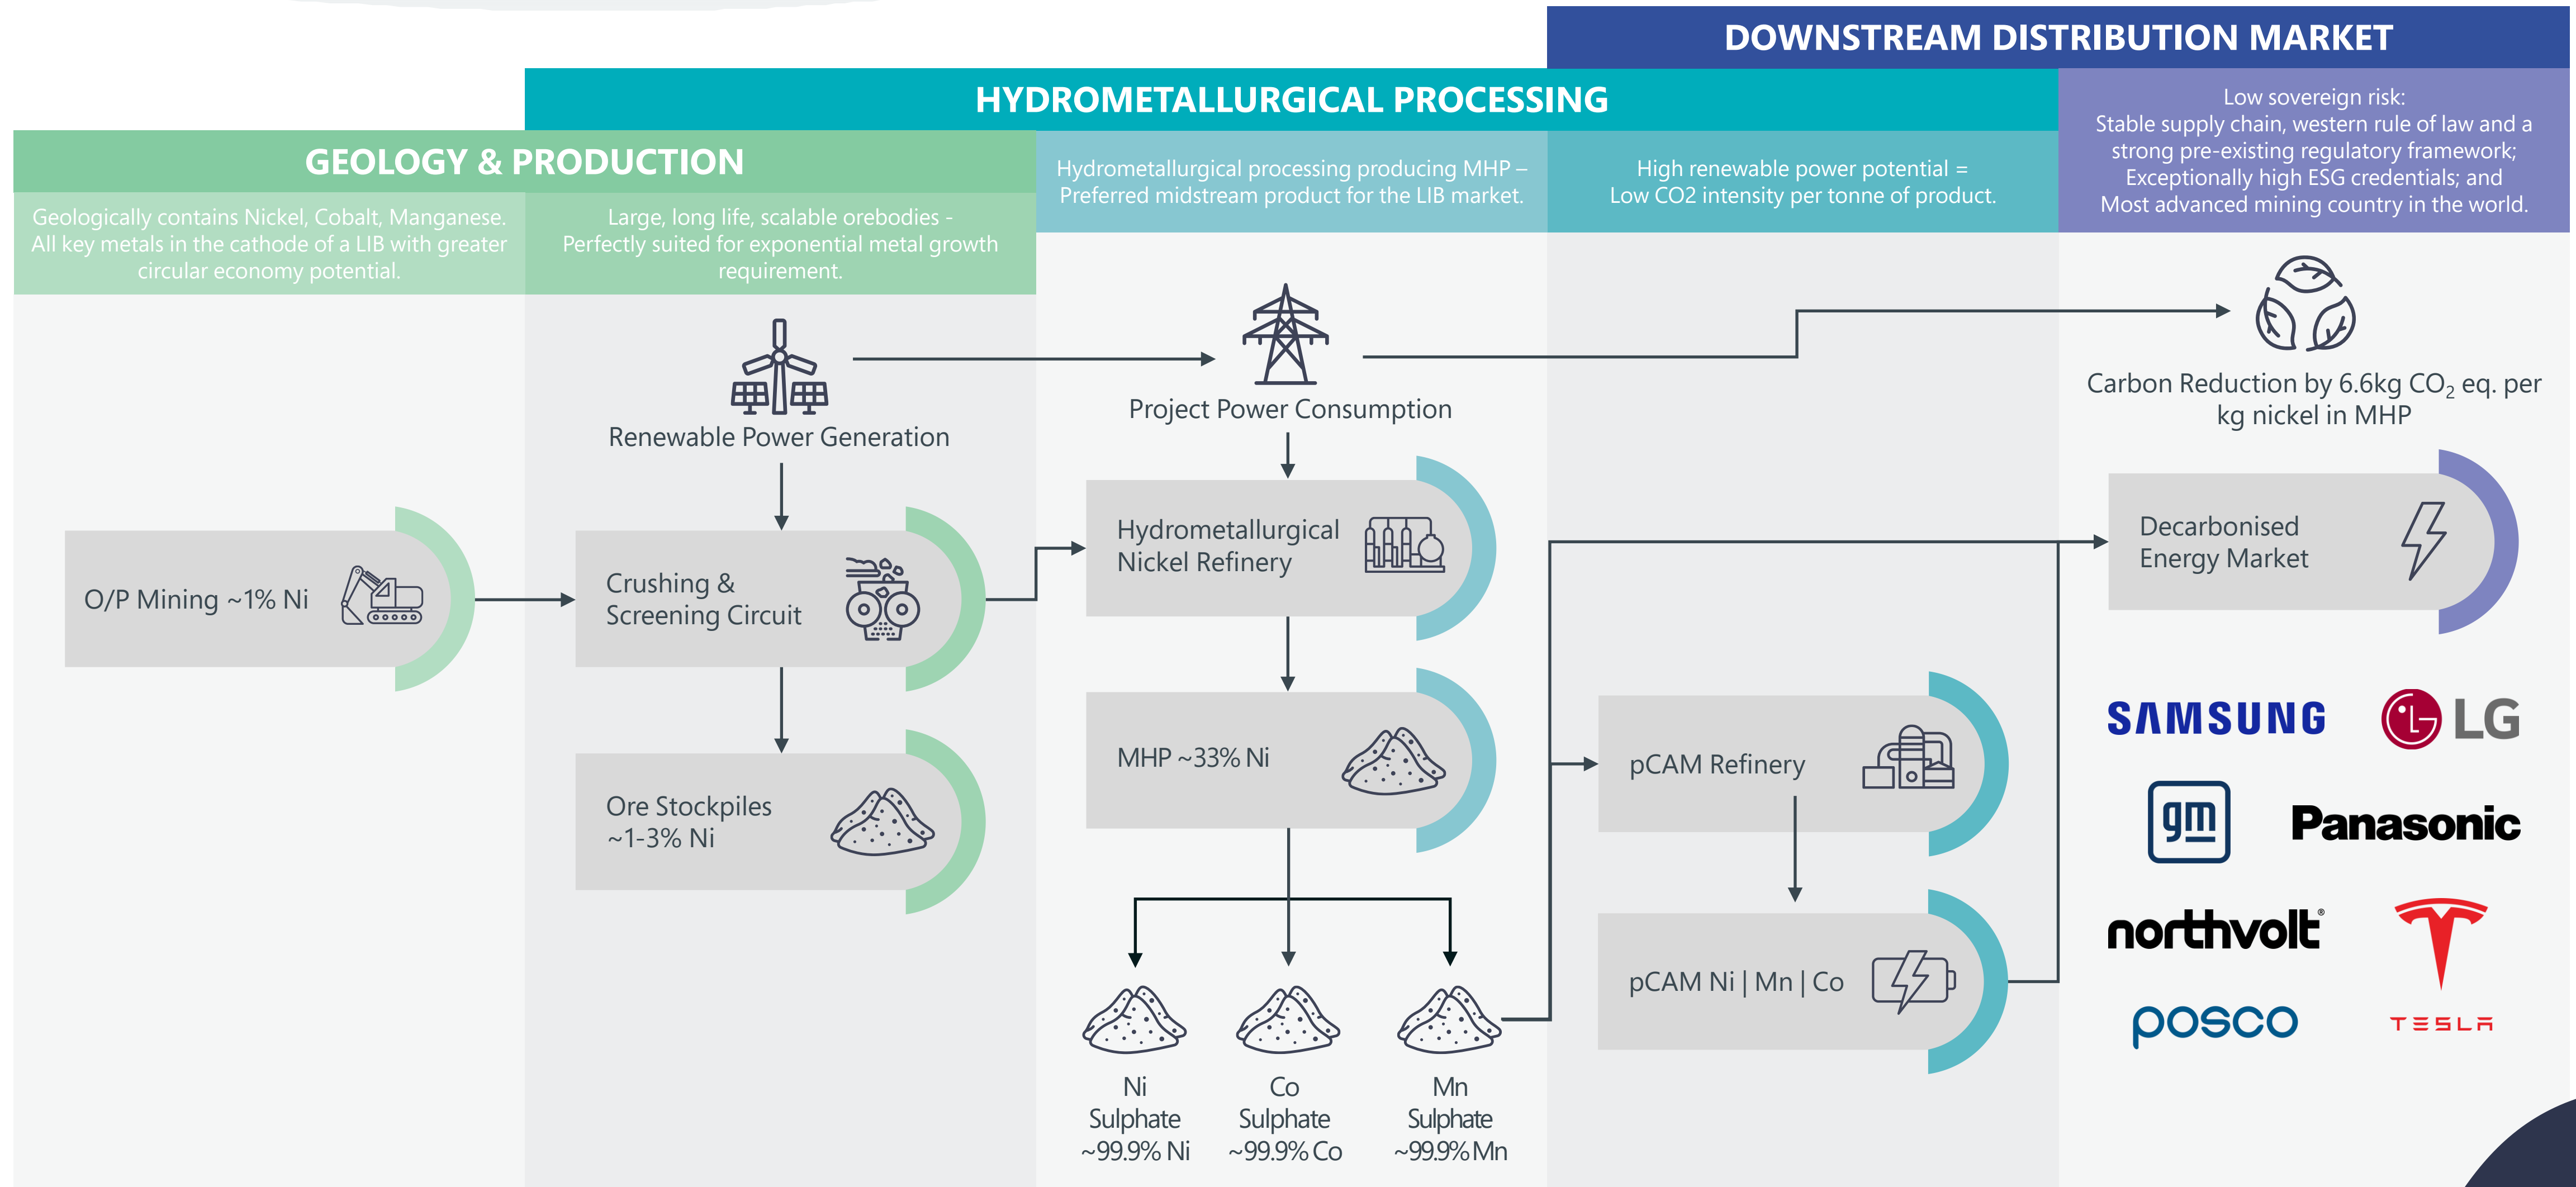 DOWNSTREAM DISTRIBUTION MARKET
HYDROMETALLURGICAL PROCESSING
GEOLOGY & PRODUCTION
Geologically contains Nickel, Cobalt, Manganese.
All key metals in the cathode of a LIB with greater
circular economy potential.
Large, long life, scalable orebodies -
Perfectly suited for exponential metal growth
requirement.
Hydrometallurgical processing producing MHP –
Preferred midstream product for the LIB market.
High renewable power potential =
Low CO2 intensity per tonne of product.
Low sovereign risk:
Stable supply chain, western rule of law and a
strong pre-existing regulatory framework;
Exceptionally high ESG credentials; and
Most advanced mining country in the world.
Renewable Power Generation
Project Power Consumption
Carbon Reduction by 6.6kg CO₂ eq. per
kg nickel in MHP
O/P Mining ~1% Ni
Crushing &
Screening Circuit
Ore Stockpiles
~1-3% Ni
Hydrometallurgical
Nickel Refinery
MHP ~33% Ni
Ni
Sulphate
~99.9% Ni
Co
Sulphate
~99.9% Co
Mn
Sulphate
~99.9% Mn
pCAM Refinery
pCAM Ni | Mn | Co
Decarbonised
Energy Market
SAMSUNG
LG
gm
Panasonic
northvolt®
posco
TESLA